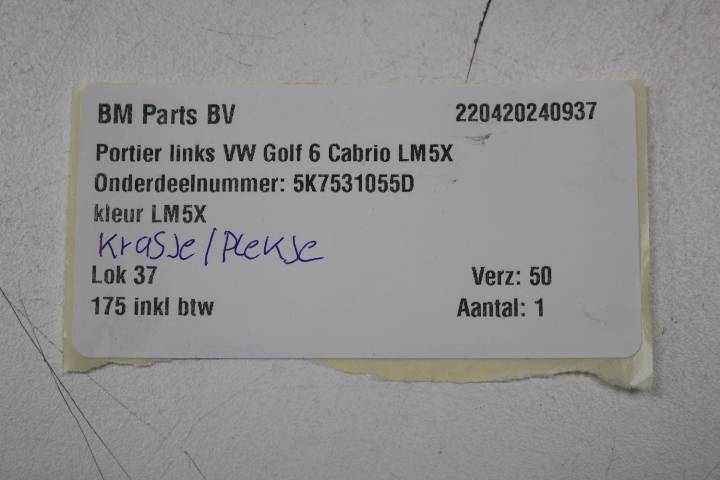 BM Parts BV 220420240937
Portier links VW Golf 6 Cabrio LM5X
Onderdeelnummer: 5K7531055D
kleur LM5X
Krasje/Plekje
Lok 37 Verz: 50
175 inkl btw Aantal: 1